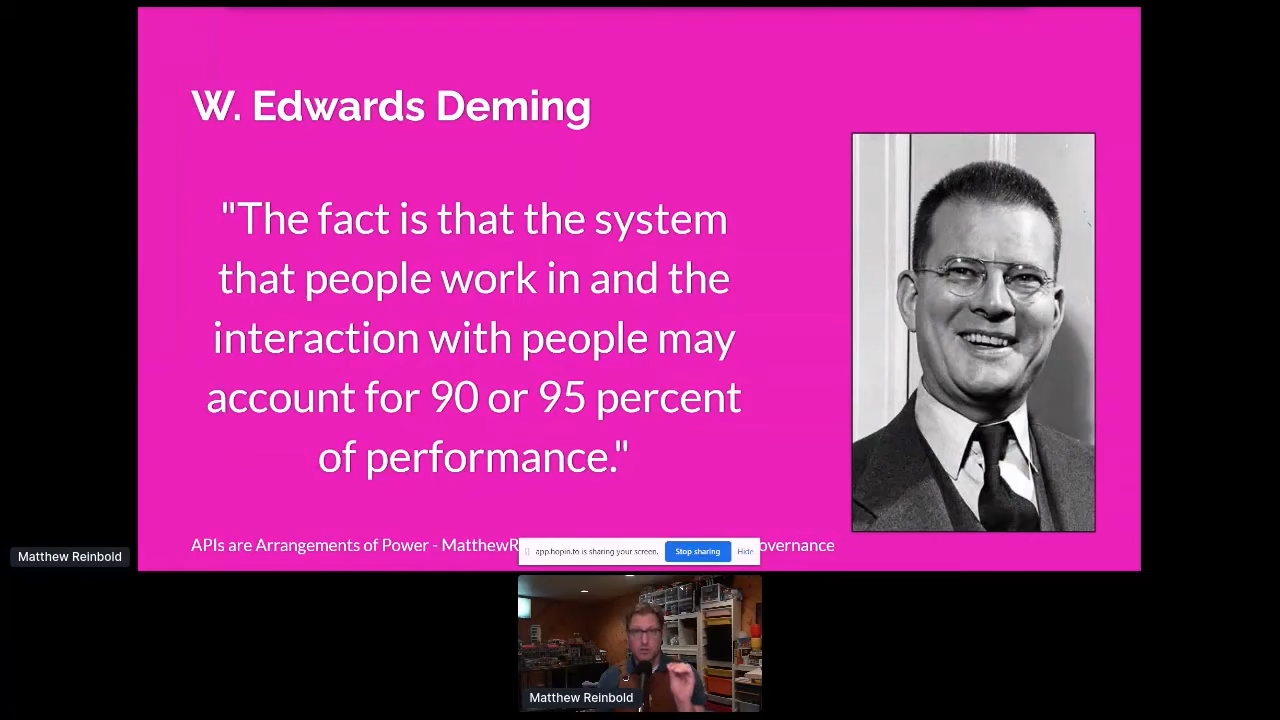 W. Edwards Deming
"The fact is that the system
that people work in and the
interaction with people may
account for 90 or 95 percent
of performance."
APIs are Arrangements of Power - MatthewR
overnance
app.hopin.to is sharing your screen.
Stop sharing
Hide
Matthew Reinbold
Matthew Reinbold